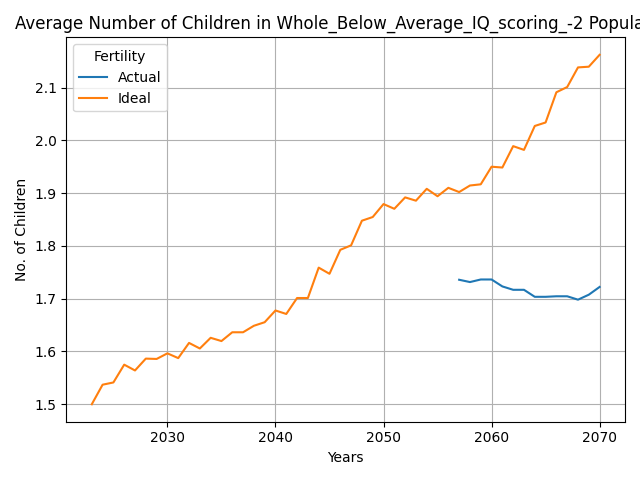 Average Number of Children in Whole_Below_Average_IQ_scoring_-2 Popula
Fertility
Actual
Ideal
2.1
2.0
1.9
1.8
1.7
1.6
1.5
No. of Children
2030 2040 2050 2060 2070
Years